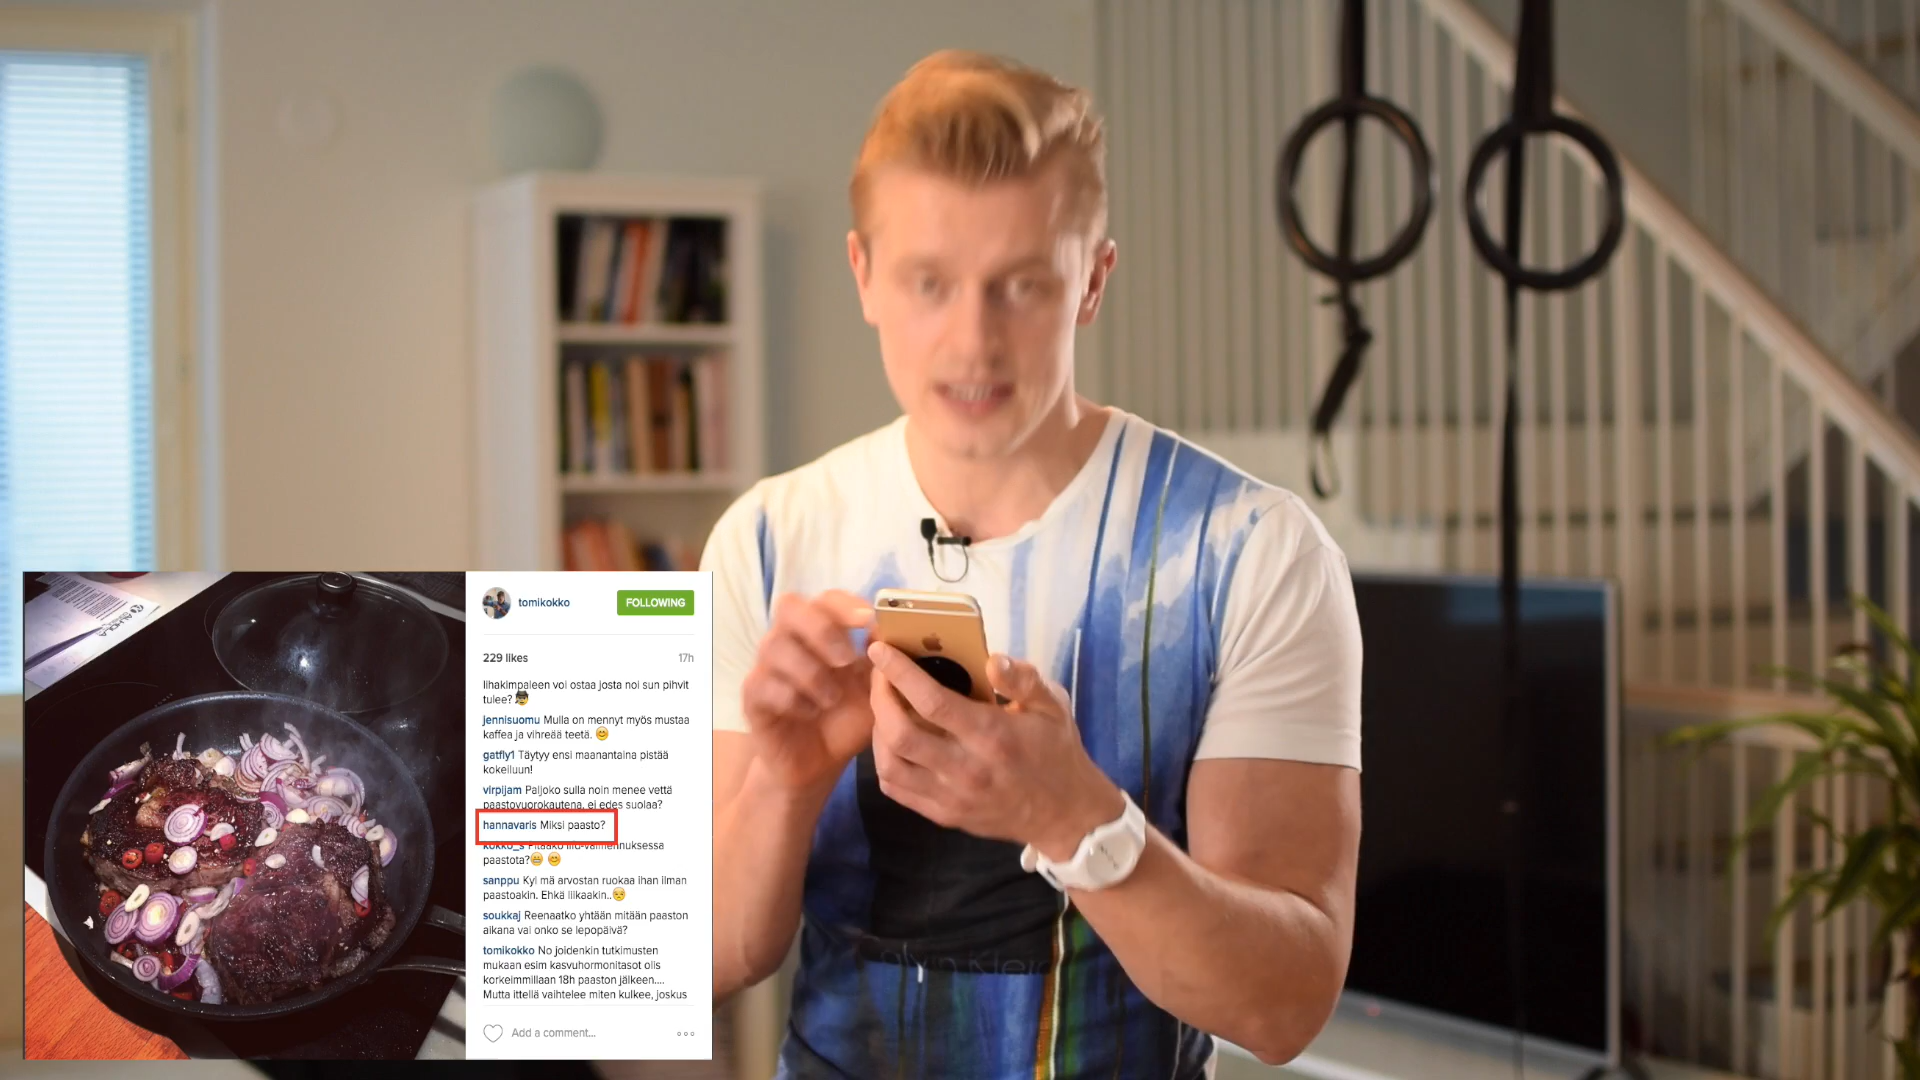 tomikokko
FOLLOWING
229 likes
17h
lihakimpaleen voi ostaa josta noi sun pihvit
tulee?
jennisuomu Mulla on mennyt myös mustaa
kaffea ja vihreää teetä.
gatfly1 Täytyy ensi maanantaina pistää
kokeiluun!
virpijam Paljoko sulla noin menee vettä
paastovuorokautena, ei edes suolaa?
hannavaris Miksi paasto?
paastota?
sanppu Kyl mä arvostan ruokaa ihan ilman
paastoakin. Ehkä liikaakin..
soukkaj Reenaatko yhtään mitään paaston
aikana vai onko se lepopäivä?
tomikokko No joidenkin tutkimusten
mukaan esim kasvuhormonitasot olis
korkeimmillaan 18h paaston jälkeen....
Mutta ittellä vaihtelee miten kulkee, joskus
Add a comment...